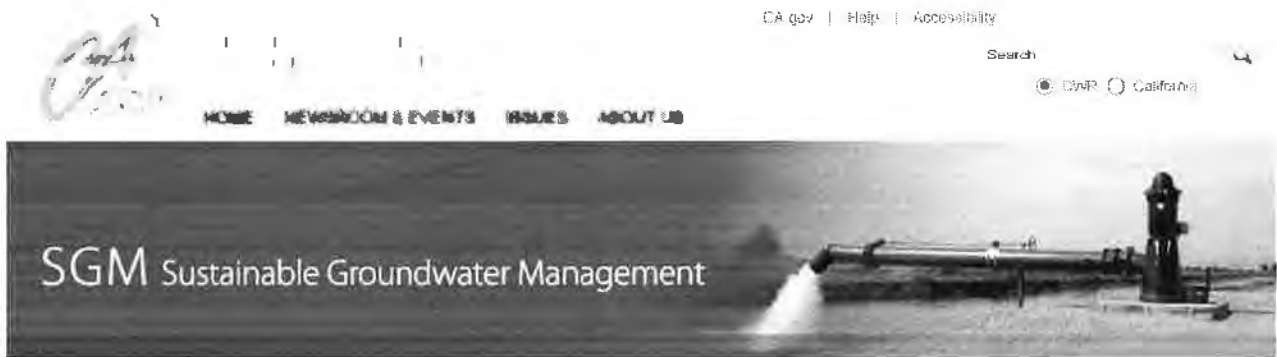 CA.gov | Help | Accessibility
Search
DWR California
HOME NEWSROOM & EVENTS ISSUES ABOUT US
SGM Sustainable Groundwater Management